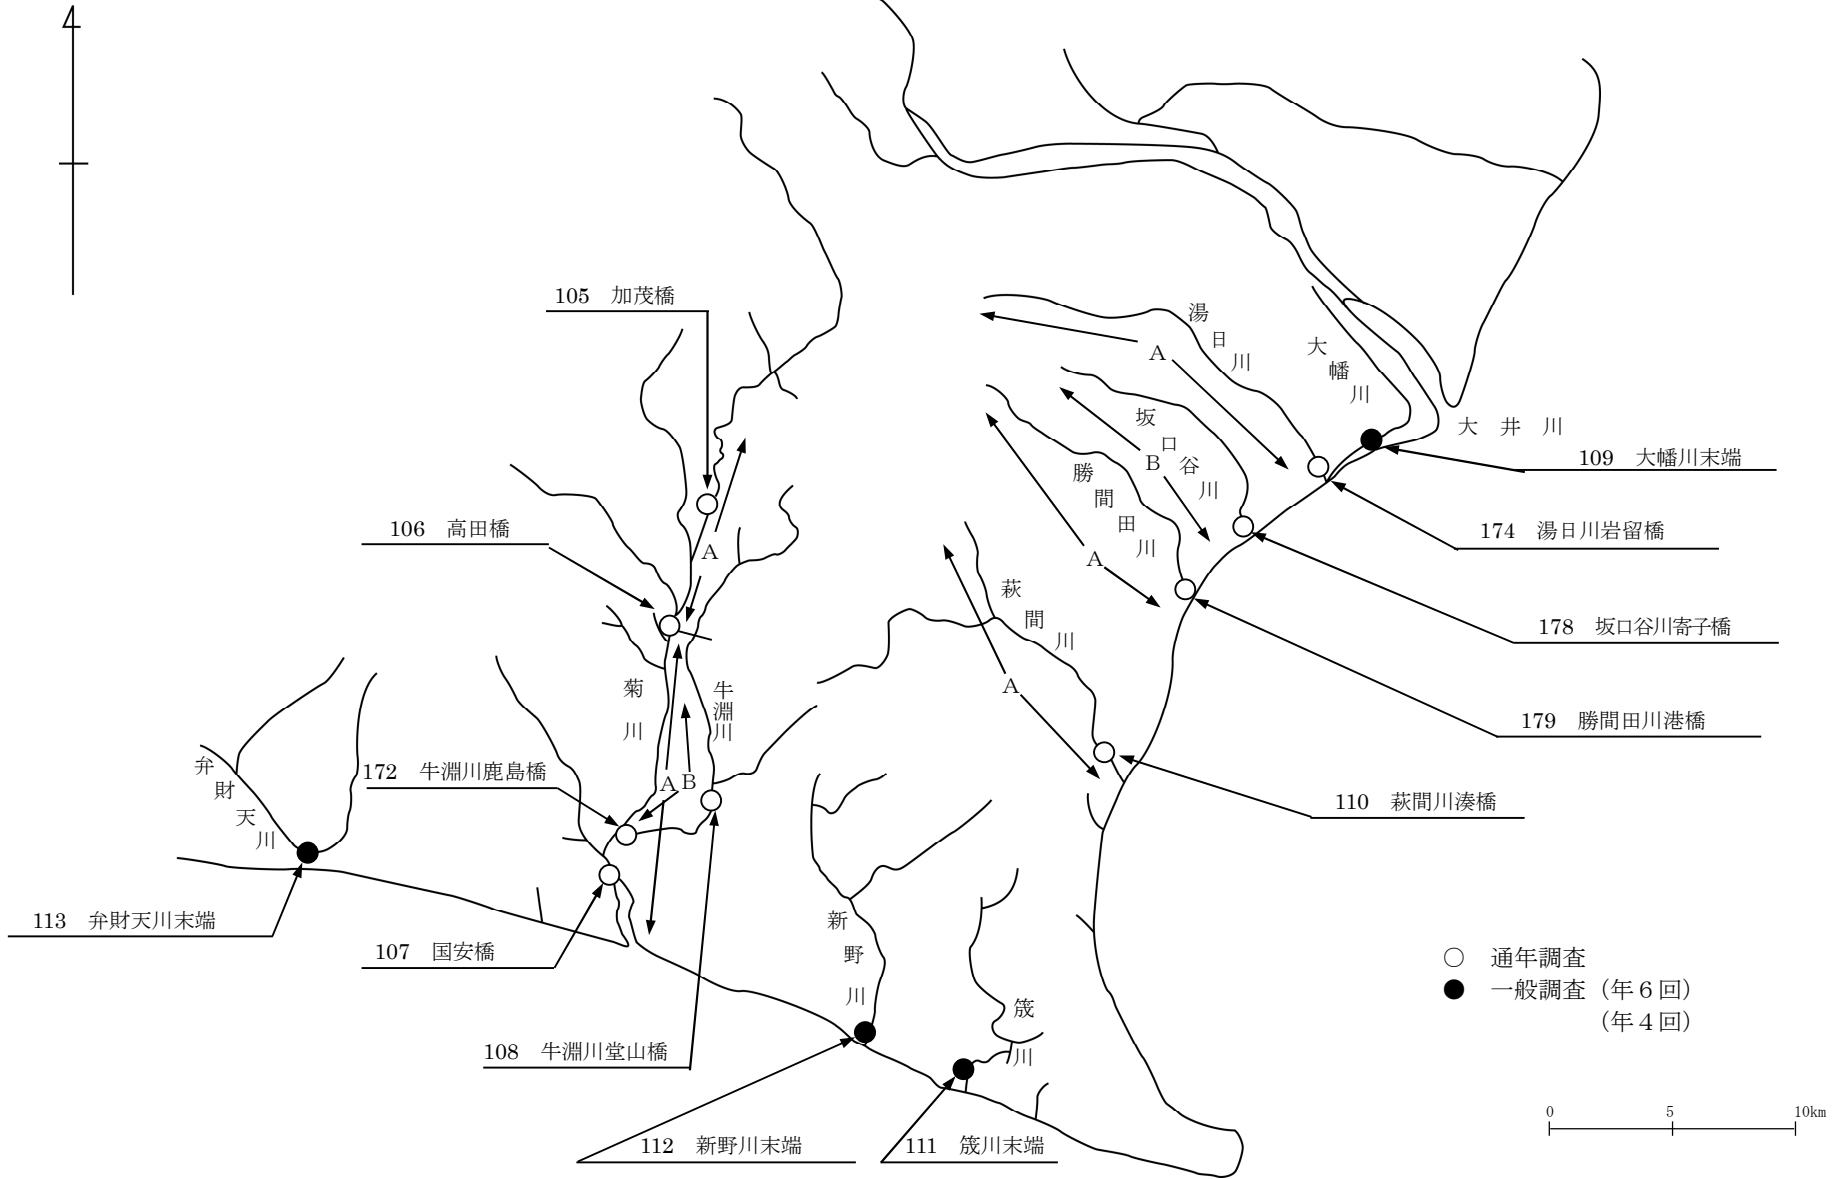 105 加茂橋
106 高田橋
172 牛淵川鹿島橋
113 弁財天川末端
107 国安橋
108 牛淵川堂山橋
112 新野川末端
111 筬川末端
109 大幡川末端
174 湯日川岩留橋
178 坂口谷川寄子橋
179 勝間田川港橋
110 萩間川湊橋
湯日川
大幡川
大井川
坂口谷川
勝間田川
萩間川
菊川
牛淵川
弁財天川
新野川
筬川
A
A
B
A
A
A
A
B
○ 通年調査
● 一般調査（年６回）
（年４回）
0 5 10km